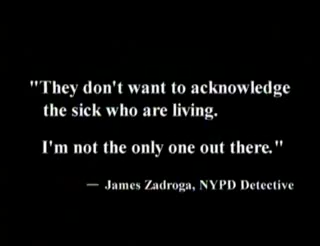 "They don't want to acknowledge
the sick who are living.
I'm not the only one out there."
— James Zadroga, NYPD Detective